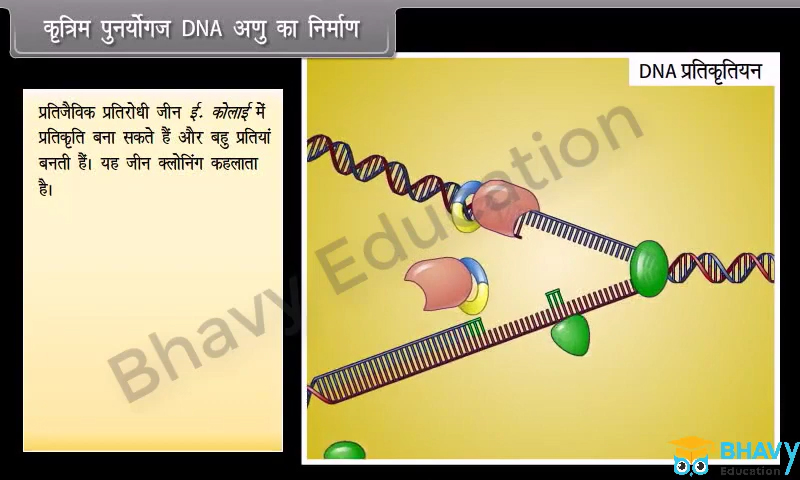 कृत्रिम पुनर्योगज DNA अणु का निर्माण
DNA प्रतिकृतियन
प्रतिजैविक प्रतिरोधी जीन ई. कोलाई में
प्रतिकृति बना सकते हैं और बहु प्रतियां
बनती हैं। यह जीन क्लोनिंग कहलाता
है।
Bhavy Education
BHAVY
Education